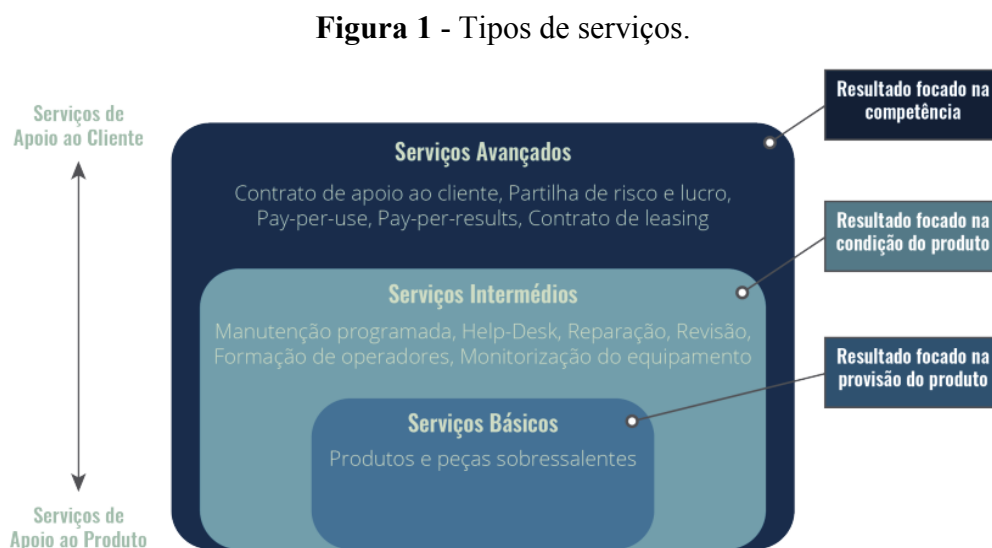 Figura 1 - Tipos de serviços.
Serviços de
Apoio ao Cliente
Resultado focado na
competência
Serviços Avançados
Contrato de apoio ao cliente, Partilha de risco e lucro,
Pay-per-use, Pay-per-results, Contrato de leasing
Resultado focado na
condição do produto
Serviços Intermédios
Manutenção programada, Help-Desk, Reparação, Revisão,
Formação de operadores, Monitorização do equipamento
Resultado focado na
provisão do produto
Serviços Básicos
Produtos e peças sobressalentes
Serviços de
Apoio ao Produto